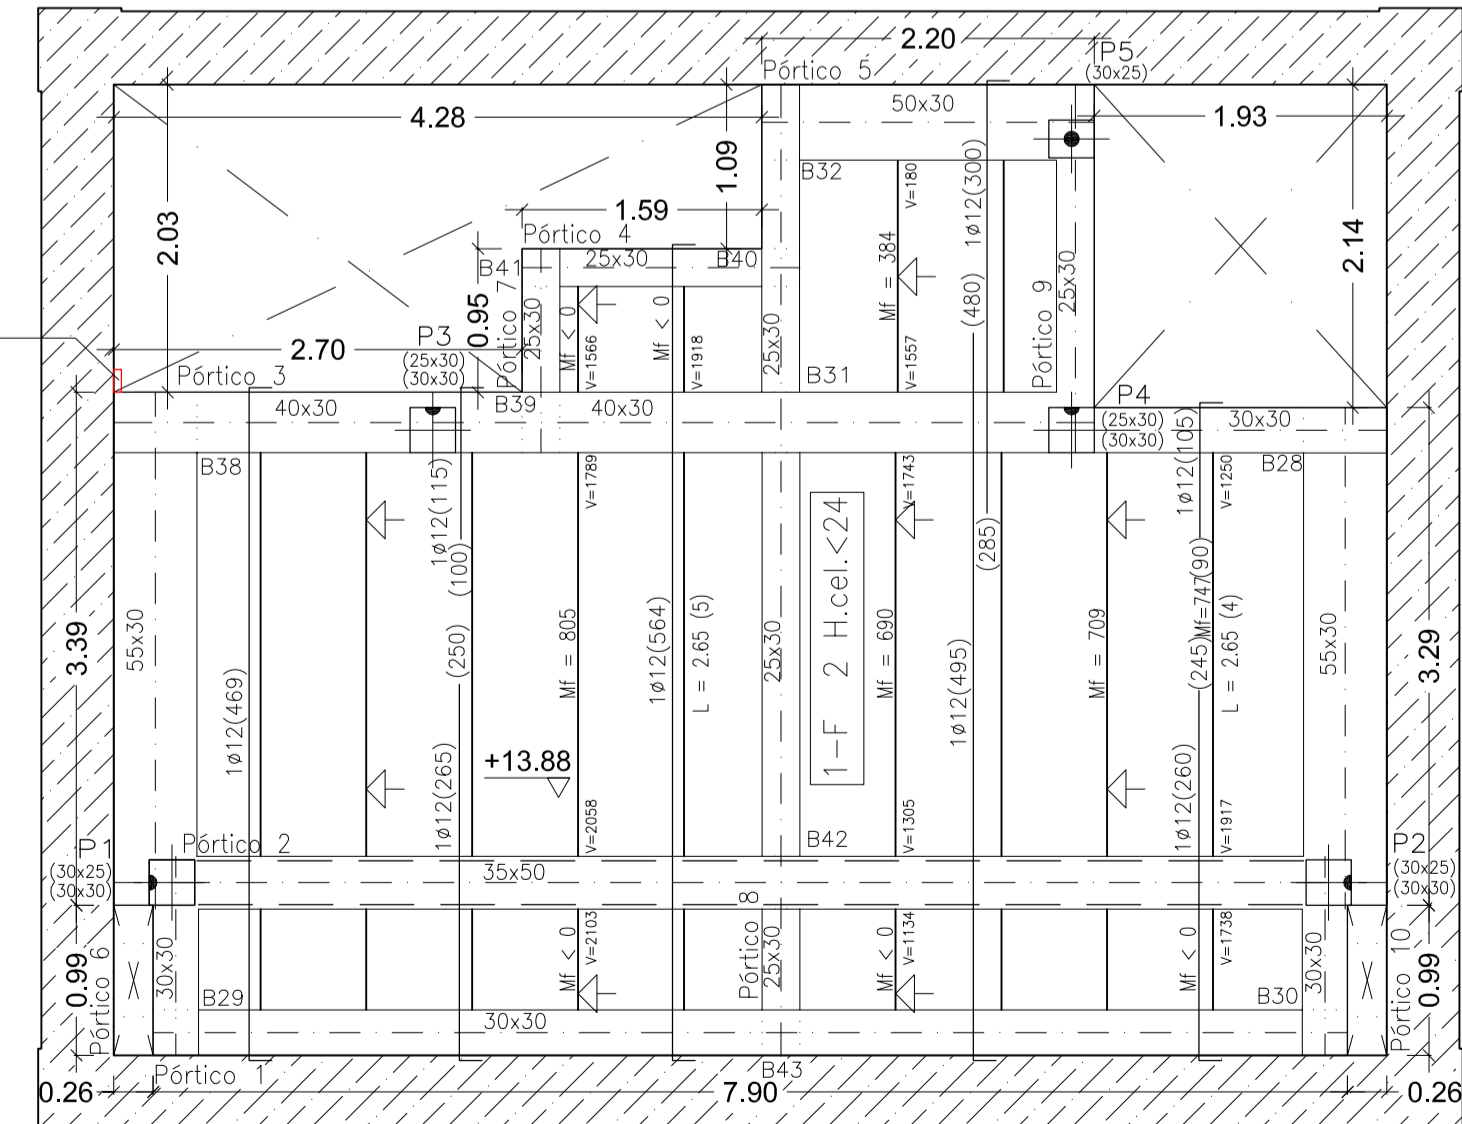 2.20
P5
(30x25)
Pórtico 5
50x30
4.28
1.93
1.09
B32
V=180
1ø12(300)
2.03
1.59
Pórtico 4
25x30
B40
B41
Mf = 384
(480)
25x30
2.14
0.95
Pórtico 7
25x30
Mf < 0
V=1566
Mf < 0
V=1918
25x30
V=1557
Pórtico 9
P3
(25x30)
(30x30)
2.70
Pórtico 3
B31
40x30
B39
40x30
P4
(25x30)
(30x30)
30x30
B38
B28
1ø12(115)
(100)
V=1789
V=1743
1ø12(105)
V=1250
(285)
1-F 2 H.cel.<24
3.39
55x30
(250)
Mf = 805
1ø12(564)
L = 2.65 (5)
25x30
Mf = 690
1ø12(495)
Mf = 709
(245)
Mf=747
(90)
L = 2.65 (4)
55x30
3.29
1ø12(469)
1ø12(265)
+13.88
V=2058
V=1305
1ø12(260)
V=1917
P1
(30x25)
(30x30)
Pórtico 2
B42
P2
(30x25)
(30x30)
35x50
0.99
Pórtico 6
30x30
Mf < 0
V=2103
Pórtico 8
25x30
Mf < 0
V=1134
Mf < 0
V=1738
30x30
Pórtico 10
0.99
B29
B30
30x30
Pórtico 1
B43
0.26
7.90
0.26